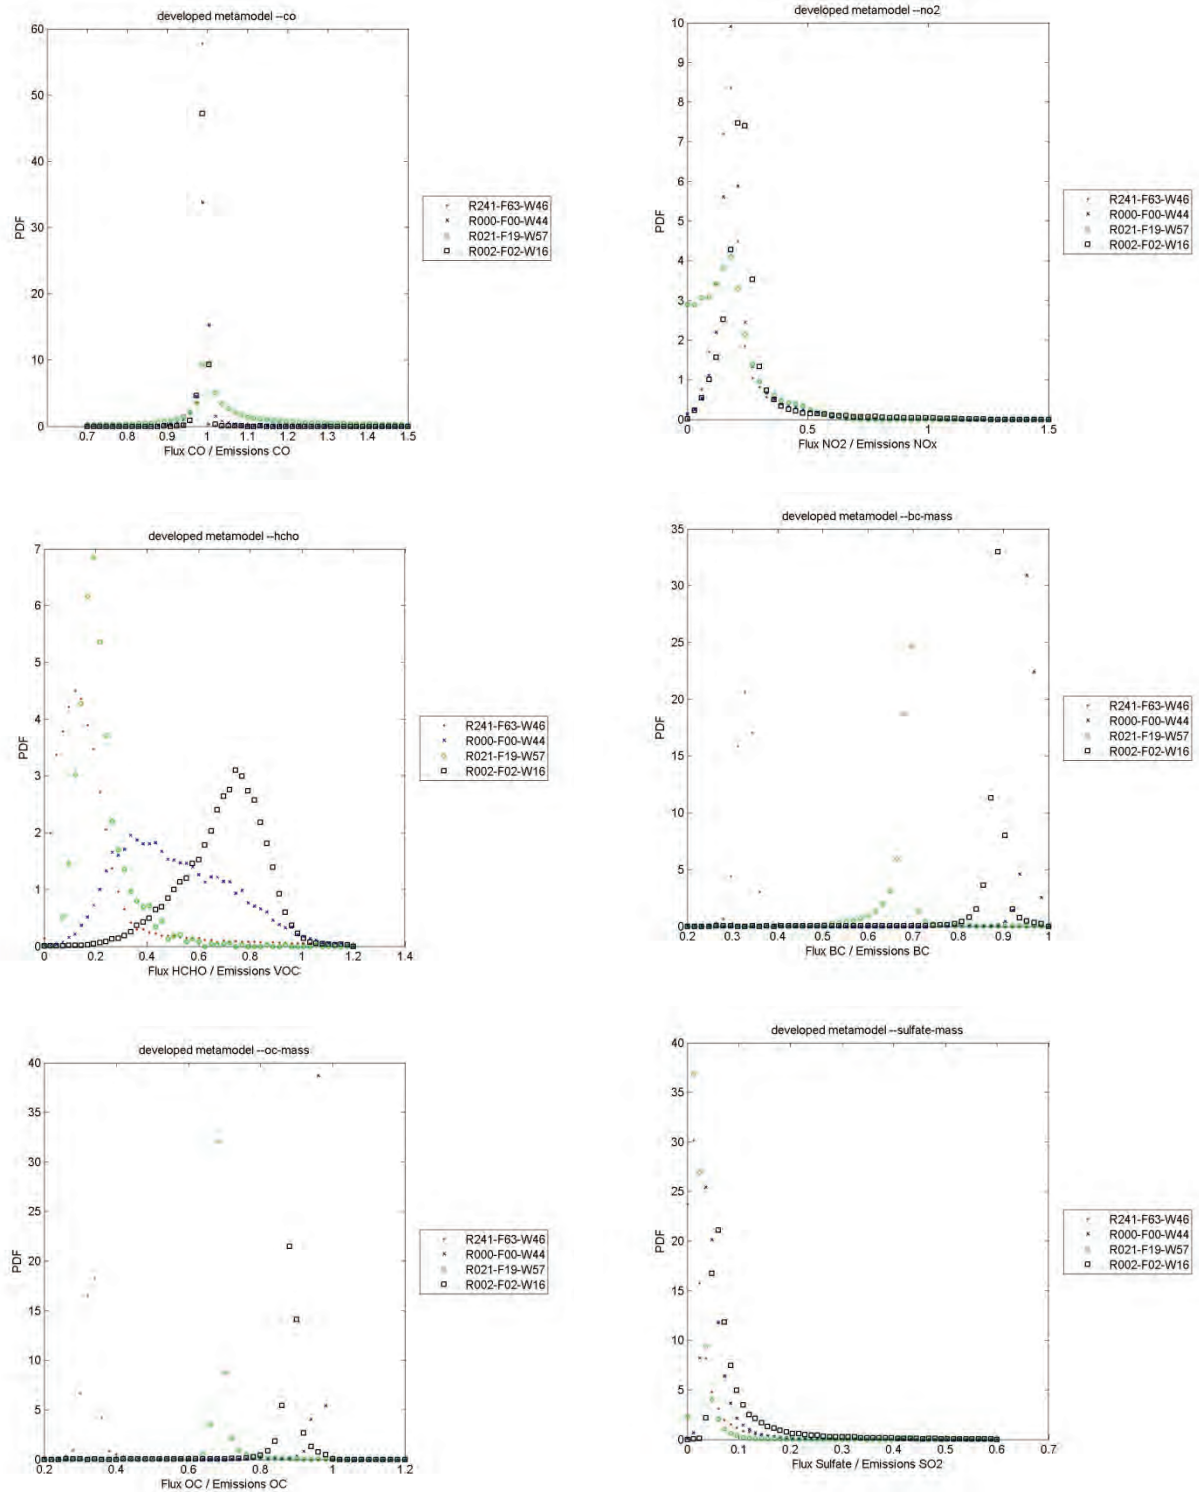 developed metamodel --co
60
50
40
30
20
10
0
PDF
0.7 0.8 0.9 1 1.1 1.2 1.3 1.4 1.5
Flux CO / Emissions CO
R241-F63-W46
R000-F00-W44
R021-F19-W57
R002-F02-W16
developed metamodel --no2
10
9
8
7
6
5
4
3
2
1
0
PDF
0 0.5 1 1.5
Flux NO2 / Emissions NOx
R241-F63-W46
R000-F00-W44
R021-F19-W57
R002-F02-W16
developed metamodel --hcho
7
6
5
4
3
2
1
0
PDF
0 0.2 0.4 0.6 0.8 1 1.2 1.4
Flux HCHO / Emissions VOC
R241-F63-W46
R000-F00-W44
R021-F19-W57
R002-F02-W16
developed metamodel --bc-mass
35
30
25
20
15
10
5
0
PDF
0.2 0.3 0.4 0.5 0.6 0.7 0.8 0.9 1
Flux BC / Emissions BC
R241-F63-W46
R000-F00-W44
R021-F19-W57
R002-F02-W16
developed metamodel --oc-mass
40
35
30
25
20
15
10
5
0
PDF
0.2 0.4 0.6 0.8 1 1.2
Flux OC / Emissions OC
R241-F63-W46
R000-F00-W44
R021-F19-W57
R002-F02-W16
developed metamodel --sulfate-mass
40
35
30
25
20
15
10
5
0
PDF
0 0.1 0.2 0.3 0.4 0.5 0.6 0.7
Flux Sulfate / Emissions SO2
R241-F63-W46
R000-F00-W44
R021-F19-W57
R002-F02-W16